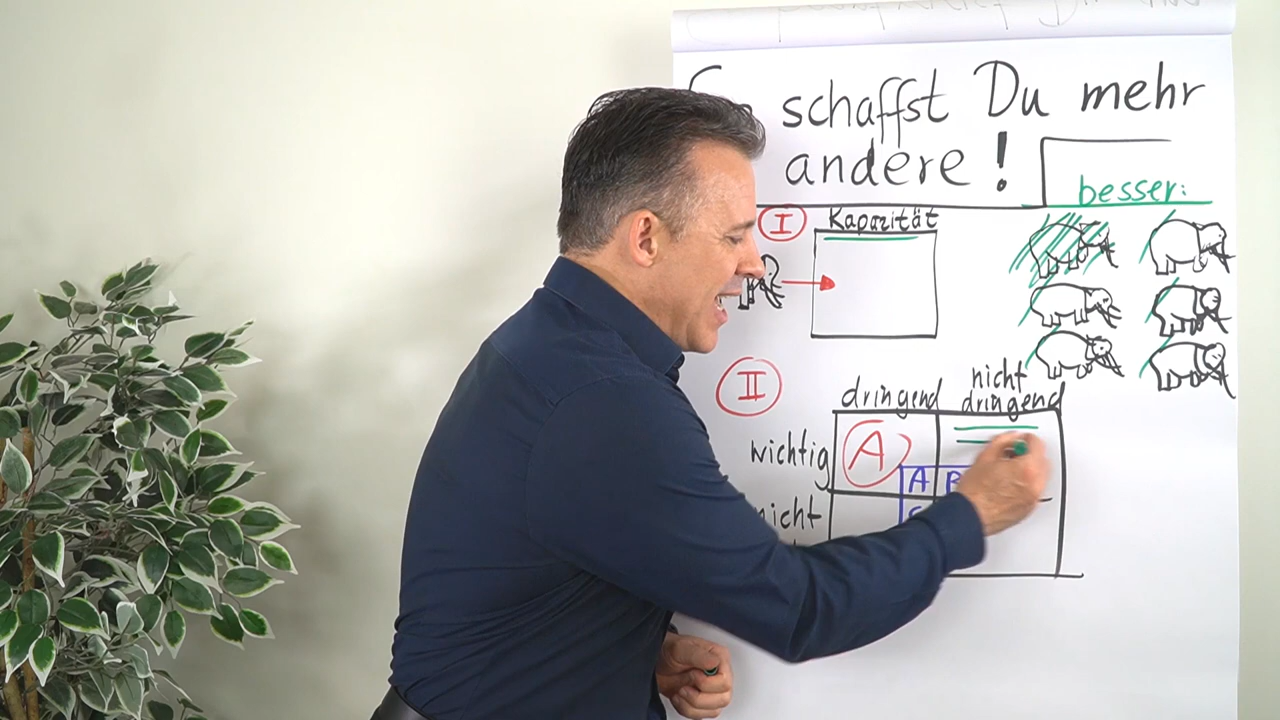 schaffst Du mehr
andere!
besser:
I Kapazität
II
dringend nicht dringend
wichtig A
A B
nicht